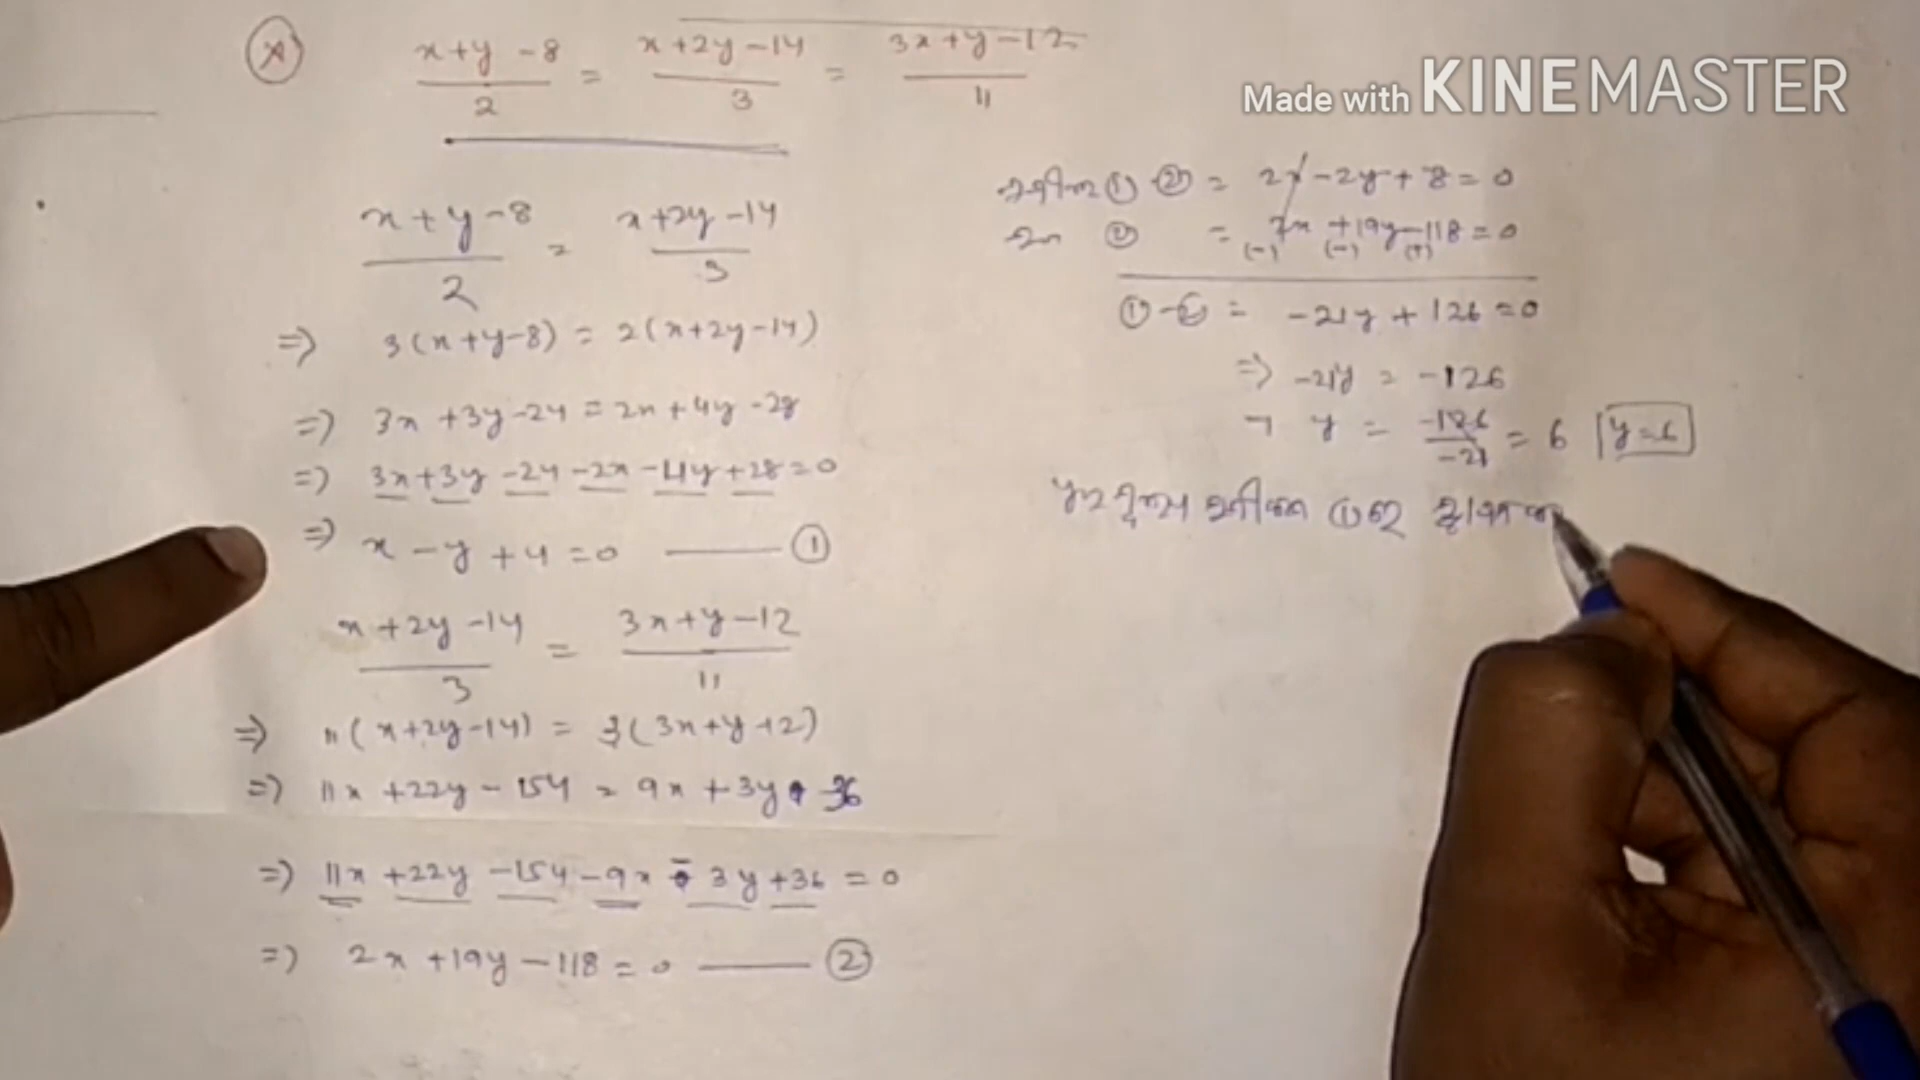 x+y-8/2 = x+2y-14/3 = 3x+y-12/11
Made with KINEMASTER
x+y-8/2 = x+2y-14/3
=) 3(x+y-8) = 2(x+2y-14)
=) 3x+3y-24 = 2x+4y-28
=) 3x+3y-24-2x-4y+28=0
=) x-y+4=0 —— ①
x+2y-14/3 = 3x+y-12/11
=) 11(x+2y-14) = 3(3x+y-12)
=) 11x+22y-154 = 9x+3y-36
=) 11x+22y-154-9x-3y+36=0
=) 2x+19y-118=0 —— ②
① ② = 2x-2y+8=0
② = 2x+19y-118=0
(-) (-) (+)
①-② = -21y+126=0
=) -21y = -126
y = -126/-21 = 6 y=6
①